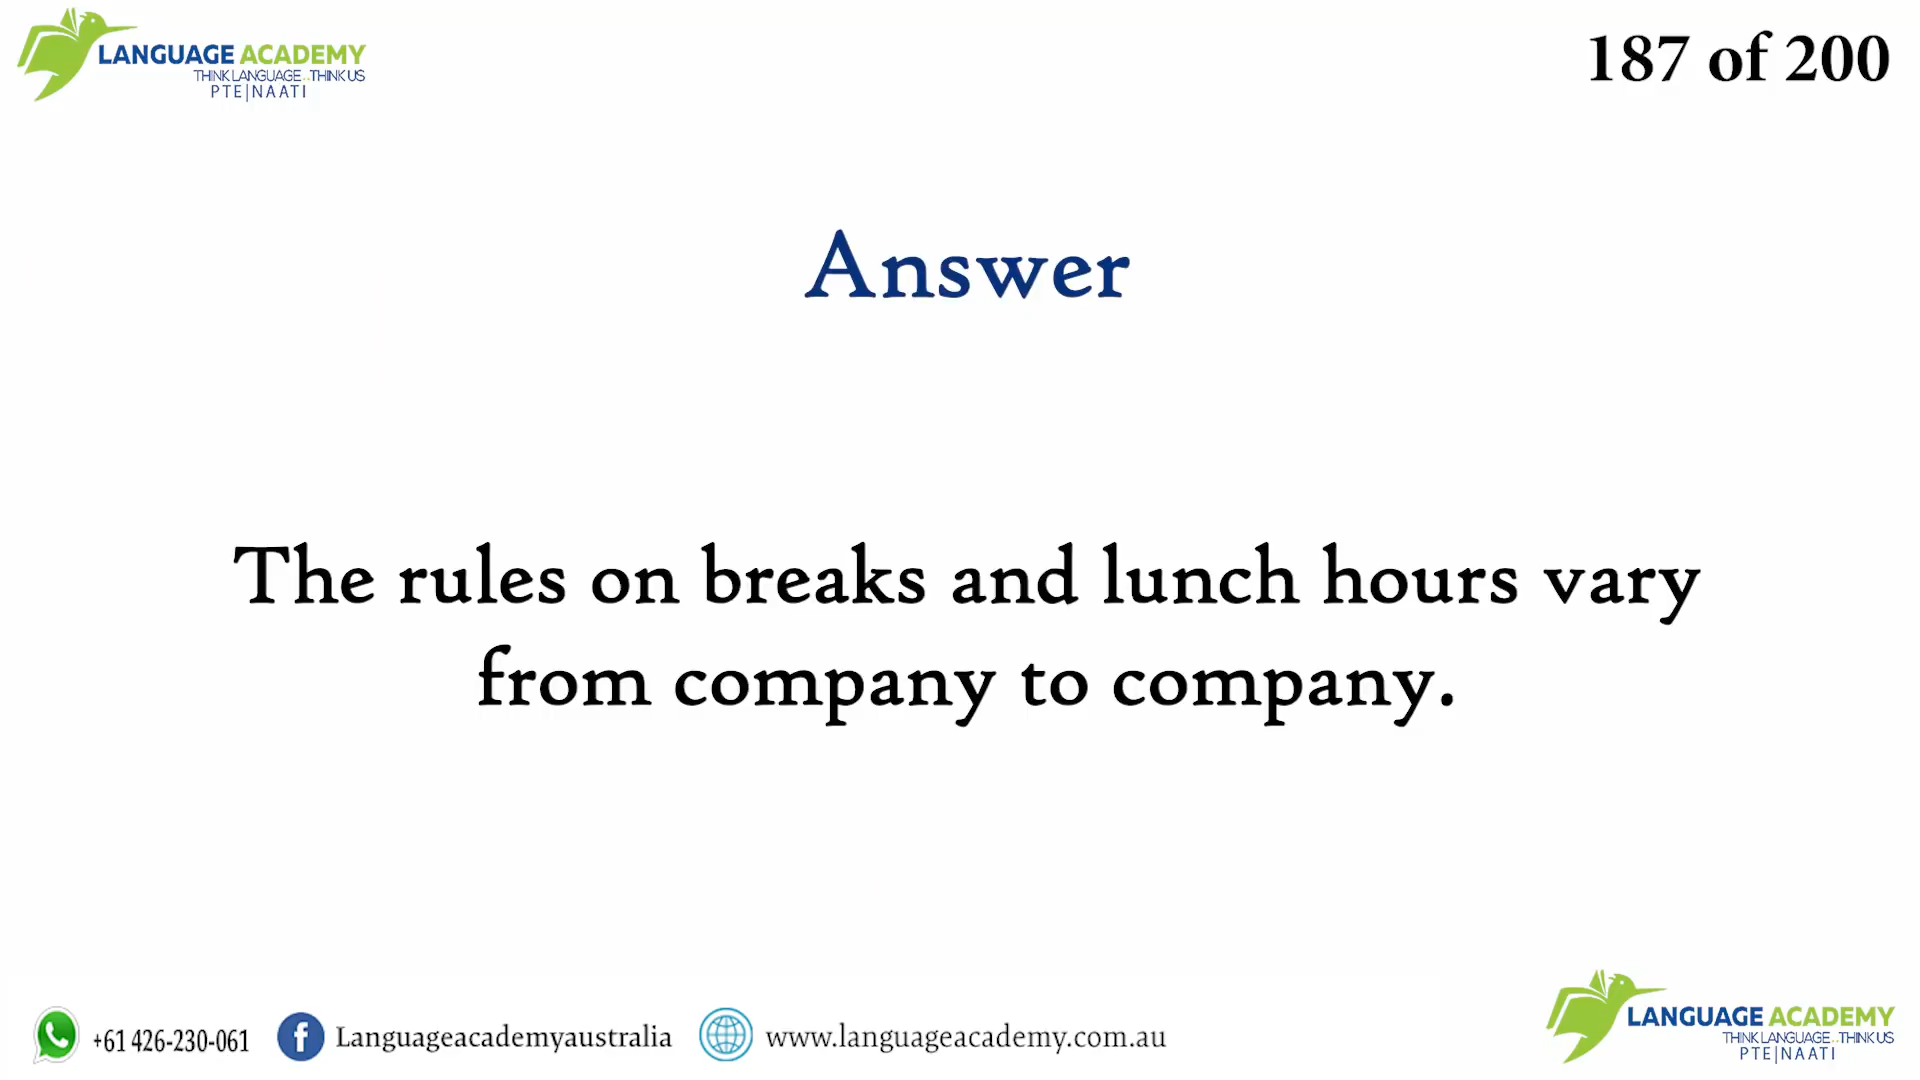 LANGUAGE ACADEMY
THINK LANGUAGE..THINK US
PTE|NAATI
187 of 200
Answer
The rules on breaks and lunch hours vary
from company to company.
+61 426-230-061
Languageacademyaustralia
www.languageacademy.com.au
LANGUAGE ACADEMY
THINK LANGUAGE..THINK US
PTE|NAATI